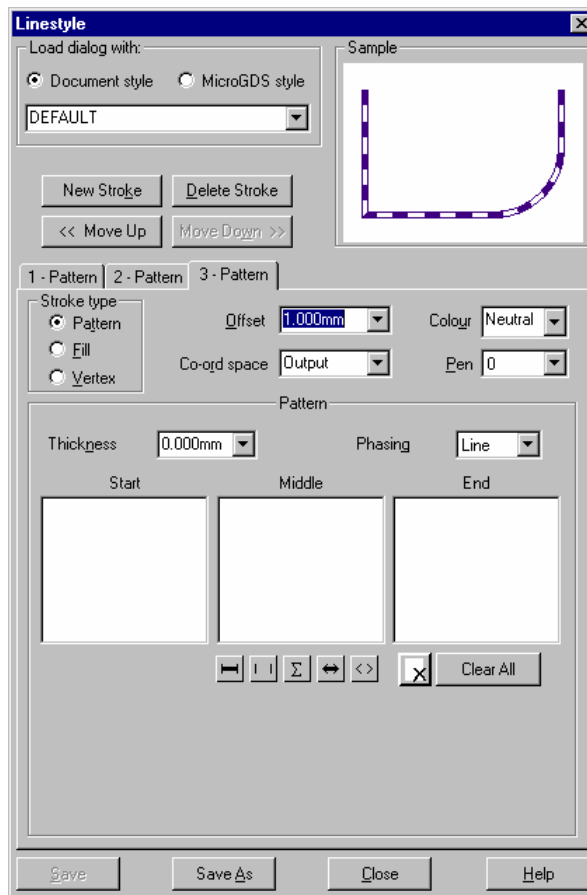 Linestyle
Load dialog with:
Document style MicroGDS style
DEFAULT
Sample
New Stroke Delete Stroke
<< Move Up Move Down >>
1 - Pattern 2 - Pattern 3 - Pattern
Stroke type
Pattern
Fill
Vertex
Offset 1.000mm Colour Neutral
Co-ord space Output Pen 0
Pattern
Thickness 0.000mm Phasing Line
Start Middle End
Σ <> X Clear All
Save Save As Close Help